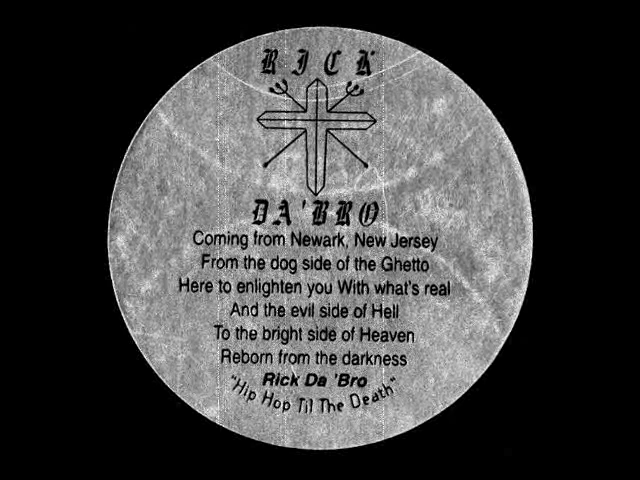 RICK
DA'BRO
Coming from Newark, New Jersey
From the dog side of the Ghetto
Here to enlighten you With what's real
And the evil side of Hell
To the bright side of Heaven
Reborn from the darkness
Rick Da 'Bro
"Hip Hop Til The Death"